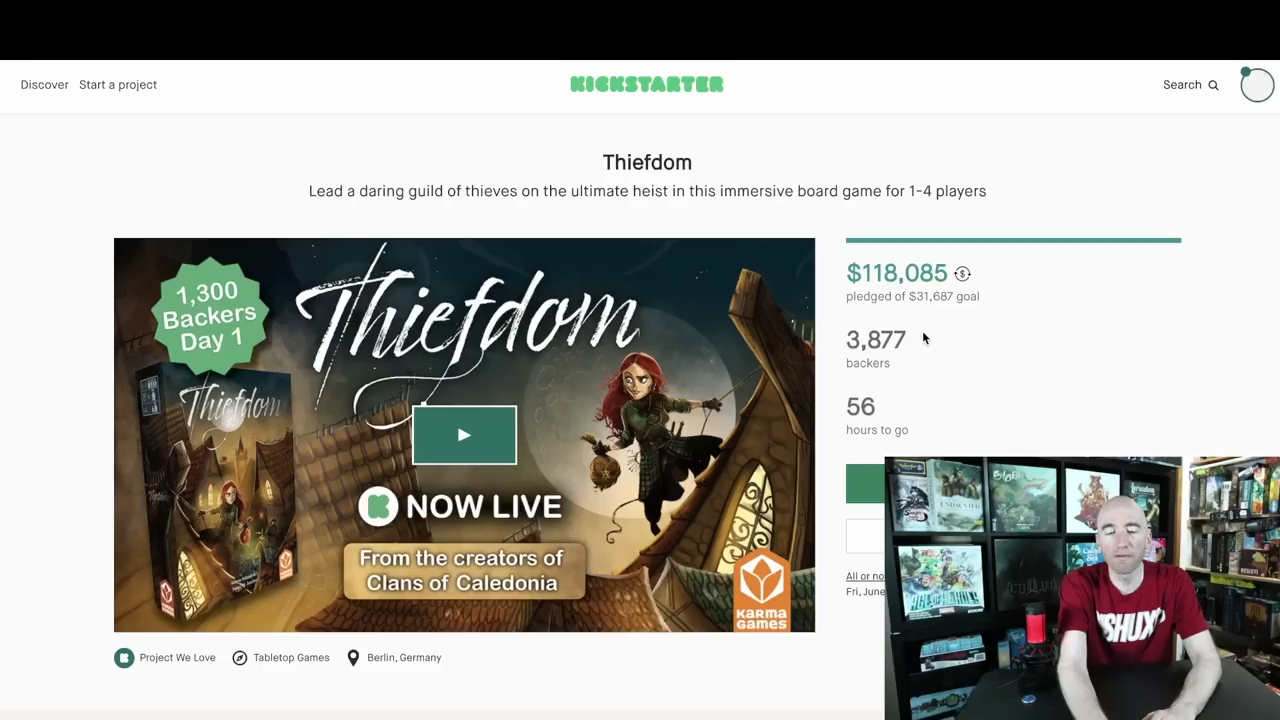 Discover
Start a project
KICKSTARTER
Search
Thiefdom
Lead a daring guild of thieves on the ultimate heist in this immersive board game for 1-4 players
1,300
Backers
Day 1
Thiefdom
Thiefdom
NOW LIVE
From the creators of
Clans of Caledonia
KARMA
GAMES
$118,085
pledged of $31,687 goal
3,877
backers
56
hours to go
All or no
Fri, June
Project We Love
Tabletop Games
Berlin, Germany
UNDAUNTED
SHUX